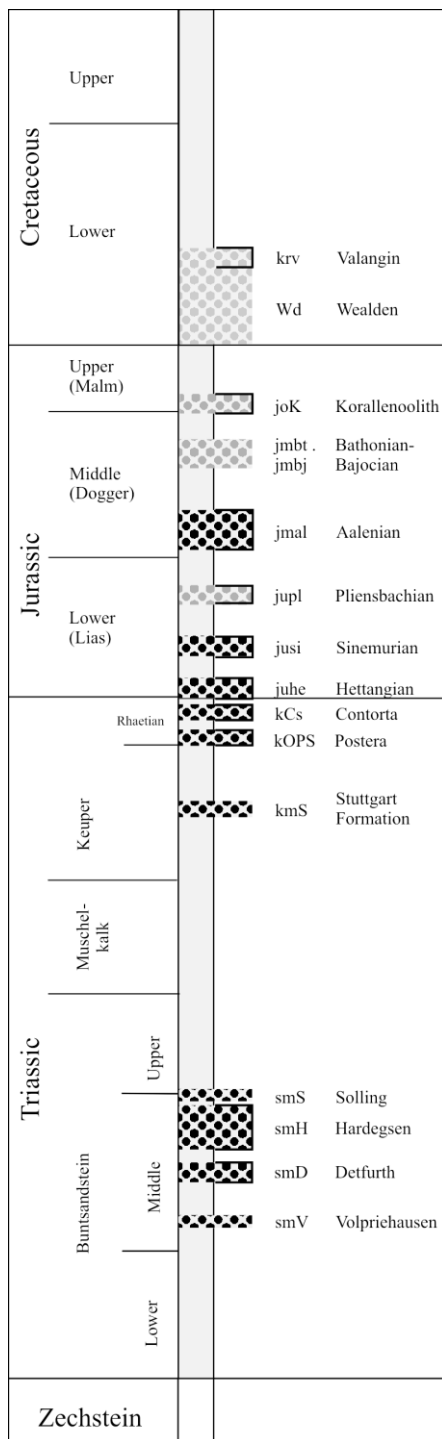 Cretaceous
Upper
Lower
krv Valangin
Wd Wealden
Jurassic
Upper
(Malm)
joK Korallenoolith
Middle
(Dogger)
jmbt . Bathonian-
jmbj Bajocian
jmal Aalenian
Lower
(Lias)
jupl Pliensbachian
jusi Sinemurian
juhe Hettangian
Triassic
Keuper
Rhaetian
kCs Contorta
kOPS Postera
kmS Stuttgart
Formation
Muschel-
kalk
Buntsandstein
Upper
smS Solling
Middle
smH Hardegsen
smD Detfurth
smV Volpriehausen
Lower
Zechstein